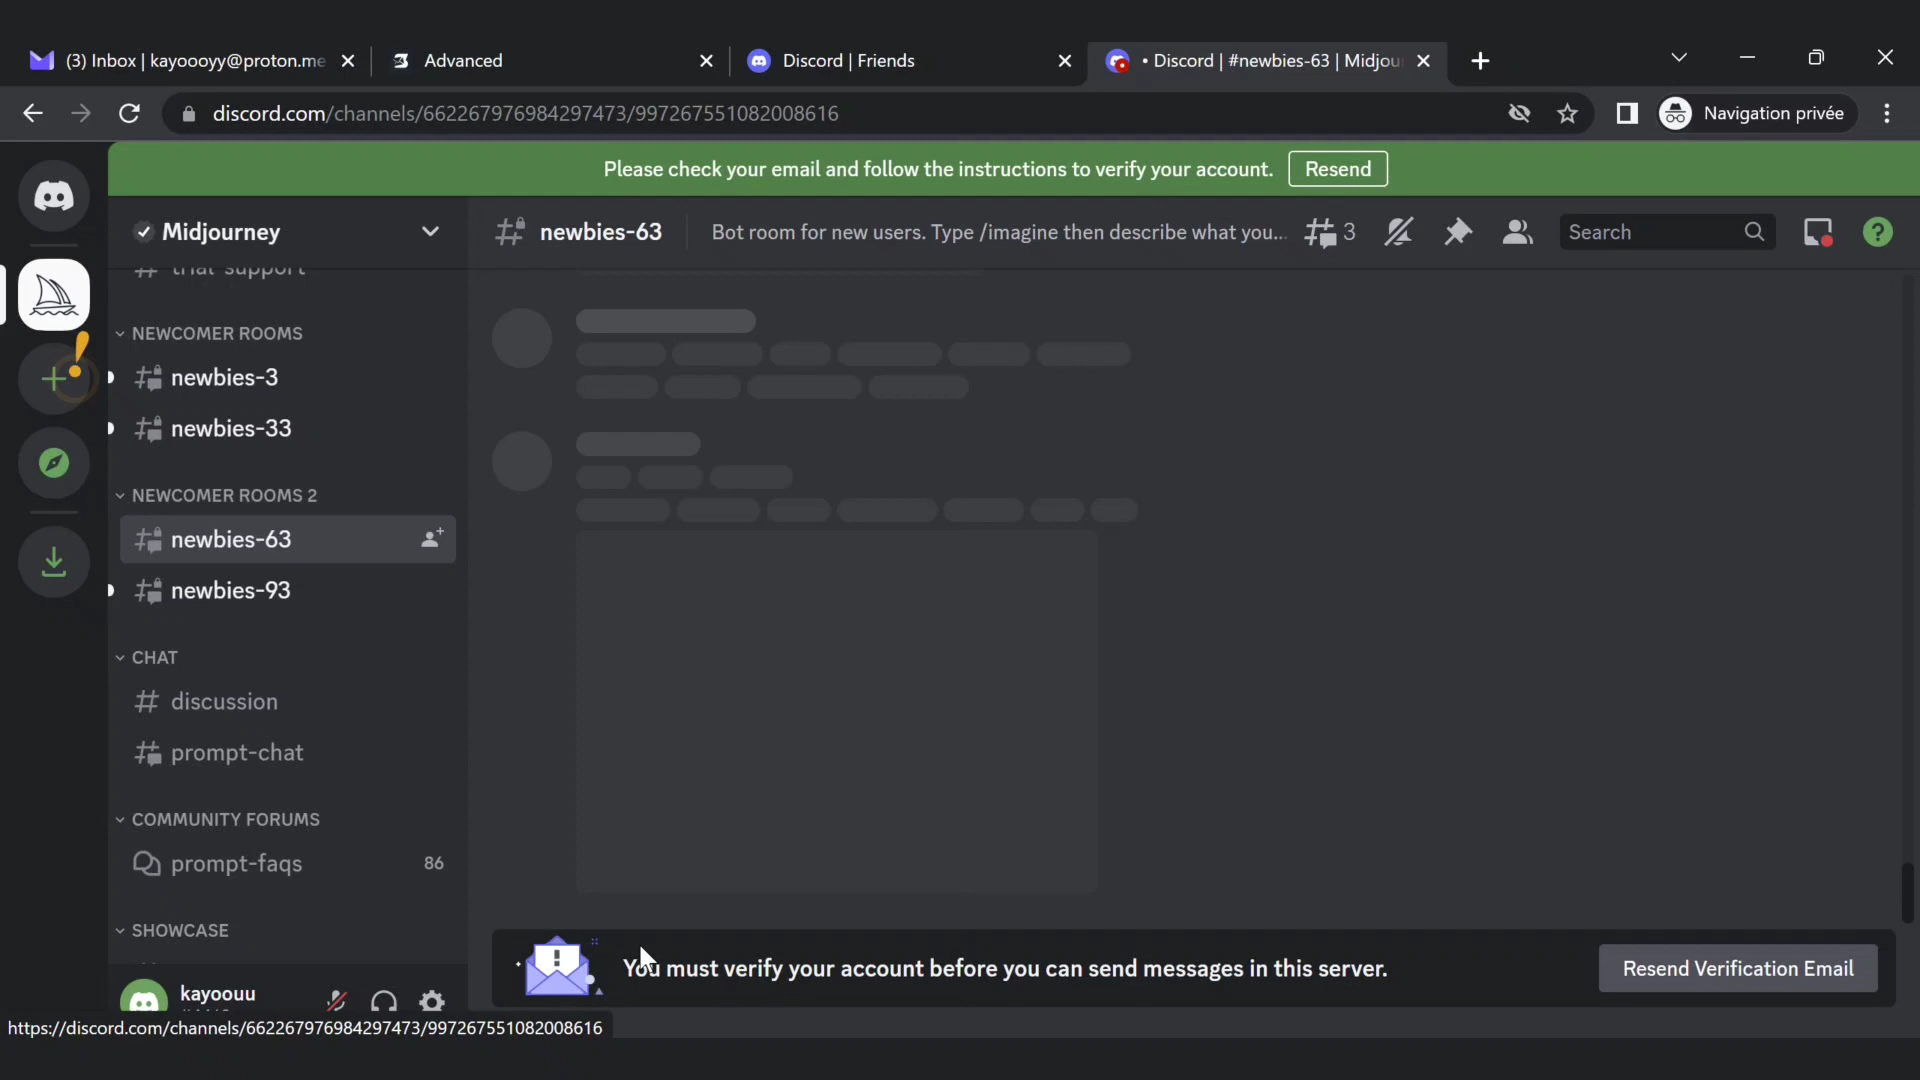 (3) Inbox | kayoooyy@proton.me
Advanced
Discord | Friends
• Discord | #newbies-63 | Midjou
discord.com/channels/662267976984297473/997267551082008616
Navigation privée
Please check your email and follow the instructions to verify your account.
Resend
Midjourney
newbies-63
Bot room for new users. Type /imagine then describe what you...
3
Search
trial-support
NEWCOMER ROOMS
newbies-3
newbies-33
NEWCOMER ROOMS 2
newbies-63
newbies-93
CHAT
discussion
prompt-chat
COMMUNITY FORUMS
prompt-faqs
86
SHOWCASE
You must verify your account before you can send messages in this server.
Resend Verification Email
kayoouu
https://discord.com/channels/662267976984297473/997267551082008616